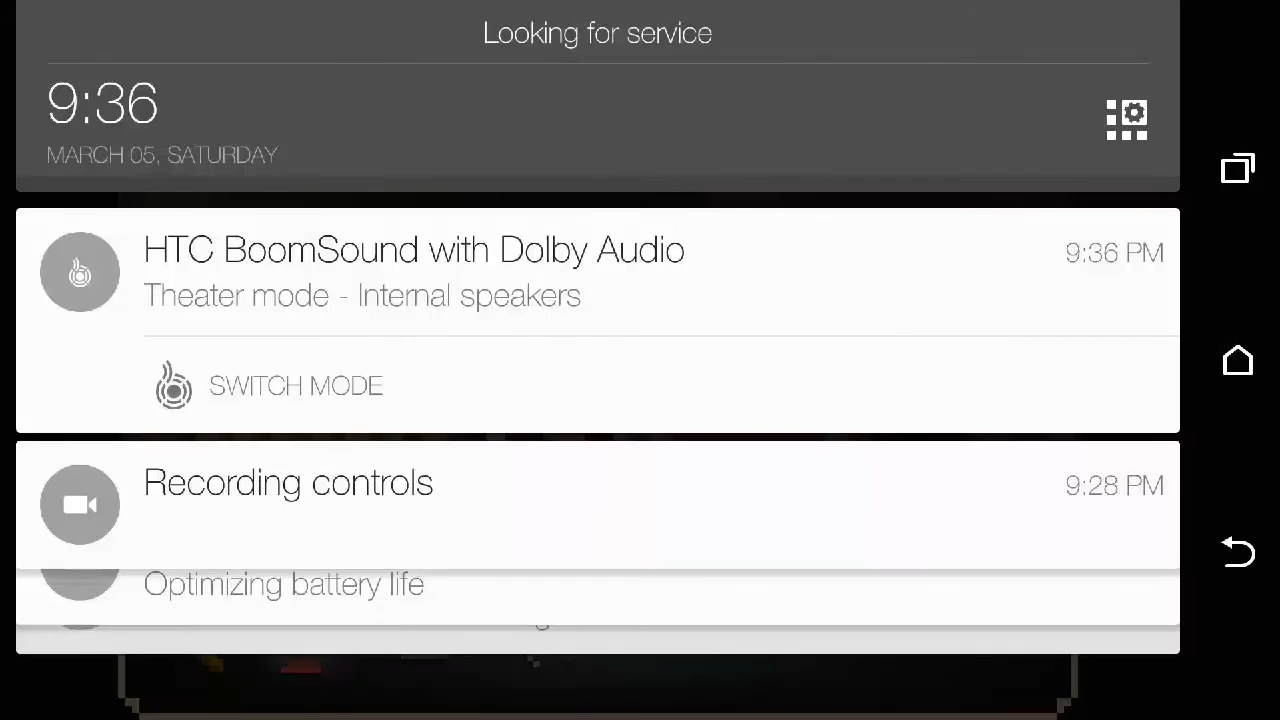 Looking for service
9:36
MARCH 05, SATURDAY
HTC BoomSound with Dolby Audio
9:36 PM
Theater mode - Internal speakers
SWITCH MODE
Recording controls
9:28 PM
Optimizing battery life